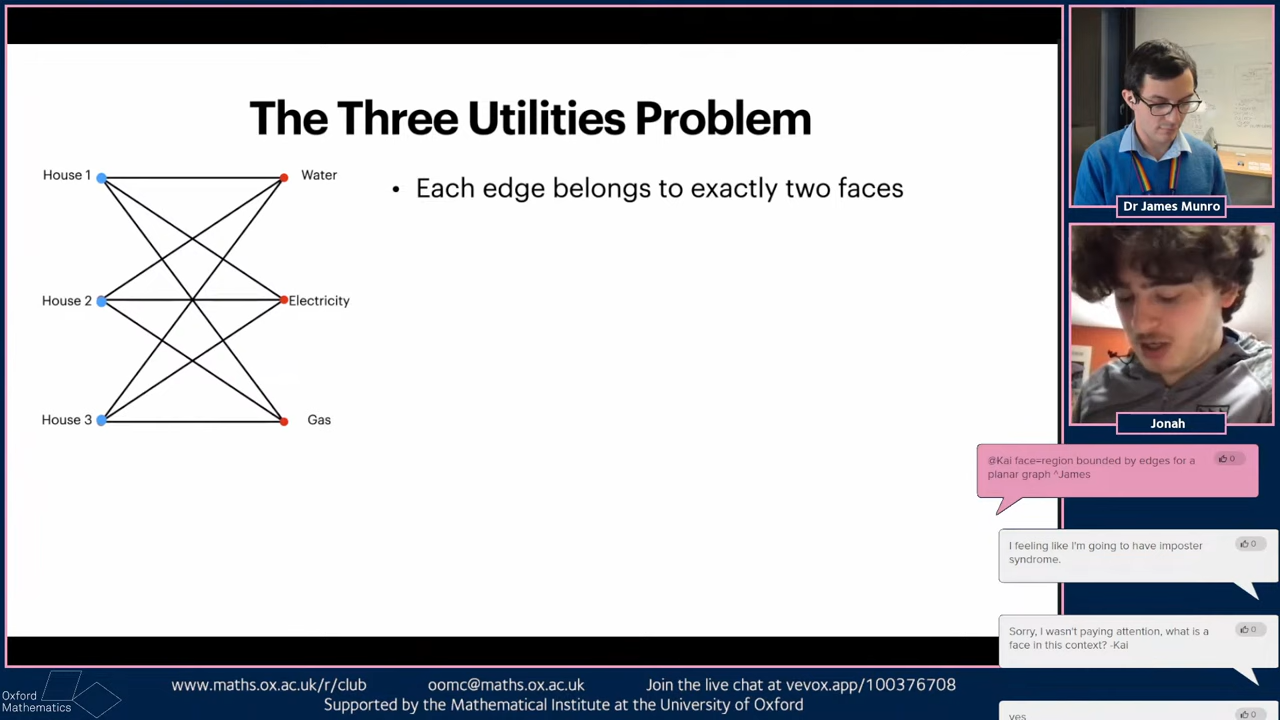 The Three Utilities Problem
House 1
Water
• Each edge belongs to exactly two faces
House 2
Electricity
House 3
Gas
Dr James Munro
Jonah
@Kai face=region bounded by edges for a
planar graph ^James
0
I feeling like I'm going to have imposter
syndrome.
0
Sorry, I wasn't paying attention, what is a
face in this context? -Kai
0
yes
0
Oxford
Mathematics
www.maths.ox.ac.uk/r/club
oomc@maths.ox.ac.uk
Join the live chat at vevox.app/100376708
Supported by the Mathematical Institute at the University of Oxford